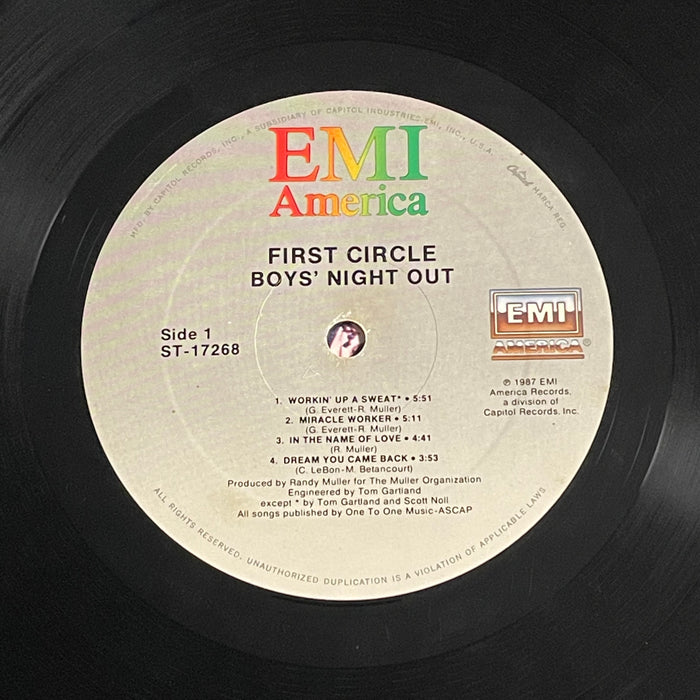 MFD. BY CAPITOL RECORDS, INC., A SUBSIDIARY OF CAPITOL INDUSTRIES-EMI, INC., U.S.A.
Capitol MARCA REG.
EMI
America
FIRST CIRCLE
BOYS' NIGHT OUT
EMI
AMERICA®
Side 1
ST-17268
℗ 1987 EMI
America Records,
a division of
Capitol Records, Inc.
1. WORKIN' UP A SWEAT* • 5:51
(G. Everett-R. Muller)
2. MIRACLE WORKER • 5:11
(G. Everett-R. Muller)
3. IN THE NAME OF LOVE • 4:41
(R. Muller)
4. DREAM YOU CAME BACK • 3:53
(C. LeBon-M. Betancourt)
Produced by Randy Muller for The Muller Organization
Engineered by Tom Gartland
except * by Tom Gartland and Scott Noll
All songs published by One To One Music-ASCAP
ALL RIGHTS RESERVED. UNAUTHORIZED DUPLICATION IS A VIOLATION OF APPLICABLE LAWS